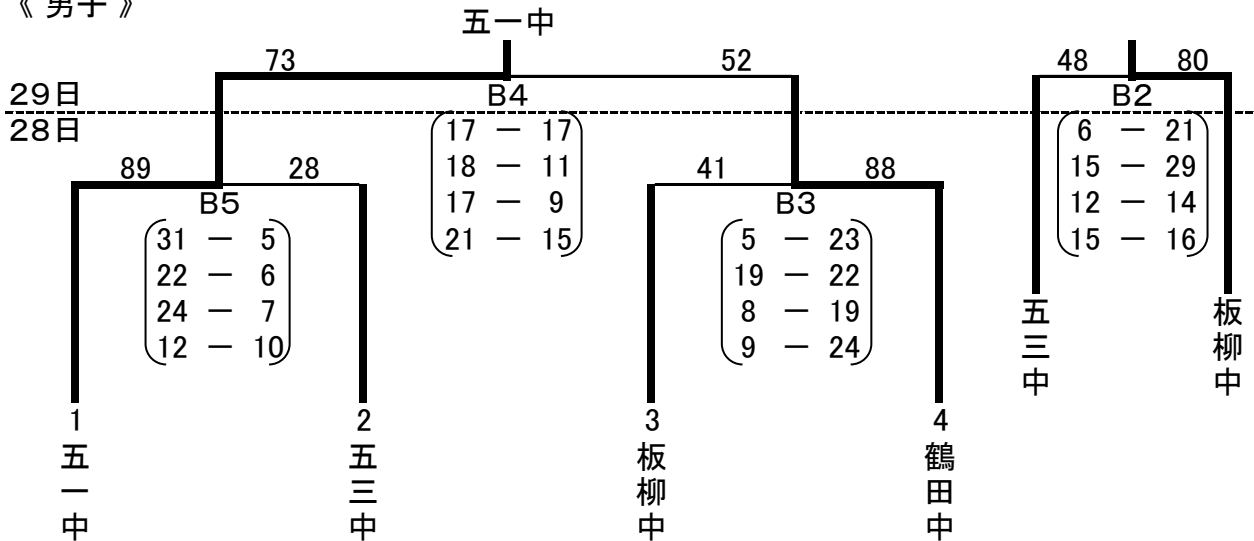 《 男子 》
五一中
73 52 48 80
29日 B4 B2
28日
17 － 17
18 － 11
17 － 9
21 － 15
6 － 21
15 － 29
12 － 14
15 － 16
89 28 41 88
B5 B3
31 － 5
22 － 6
24 － 7
12 － 10
5 － 23
19 － 22
8 － 19
9 － 24
五三中
板柳中
1 2 3 4
五一中
五三中
板柳中
鶴田中